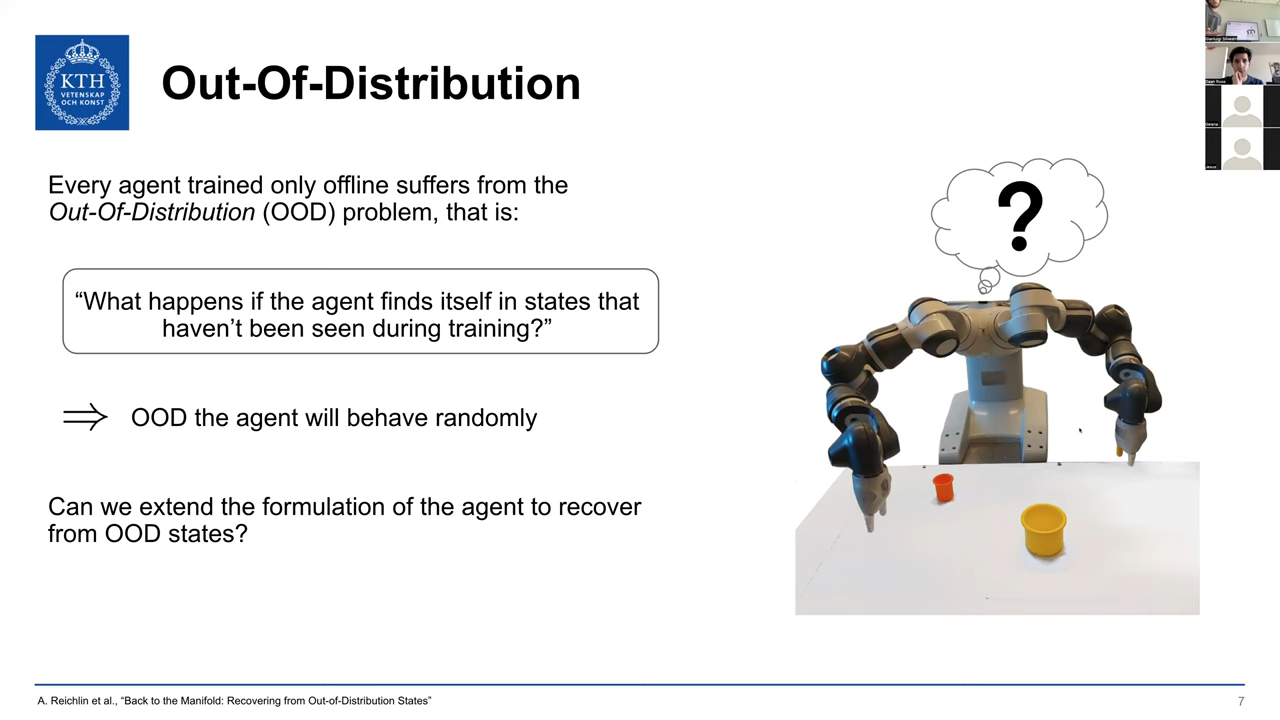 KTH
VETENSKAP
OCH KONST
Out-Of-Distribution
Every agent trained only offline suffers from the
Out-Of-Distribution (OOD) problem, that is:
“What happens if the agent finds itself in states that
haven’t been seen during training?”
⇒ OOD the agent will behave randomly
Can we extend the formulation of the agent to recover
from OOD states?
?
A. Reichlin et al., “Back to the Manifold: Recovering from Out-of-Distribution States”
7